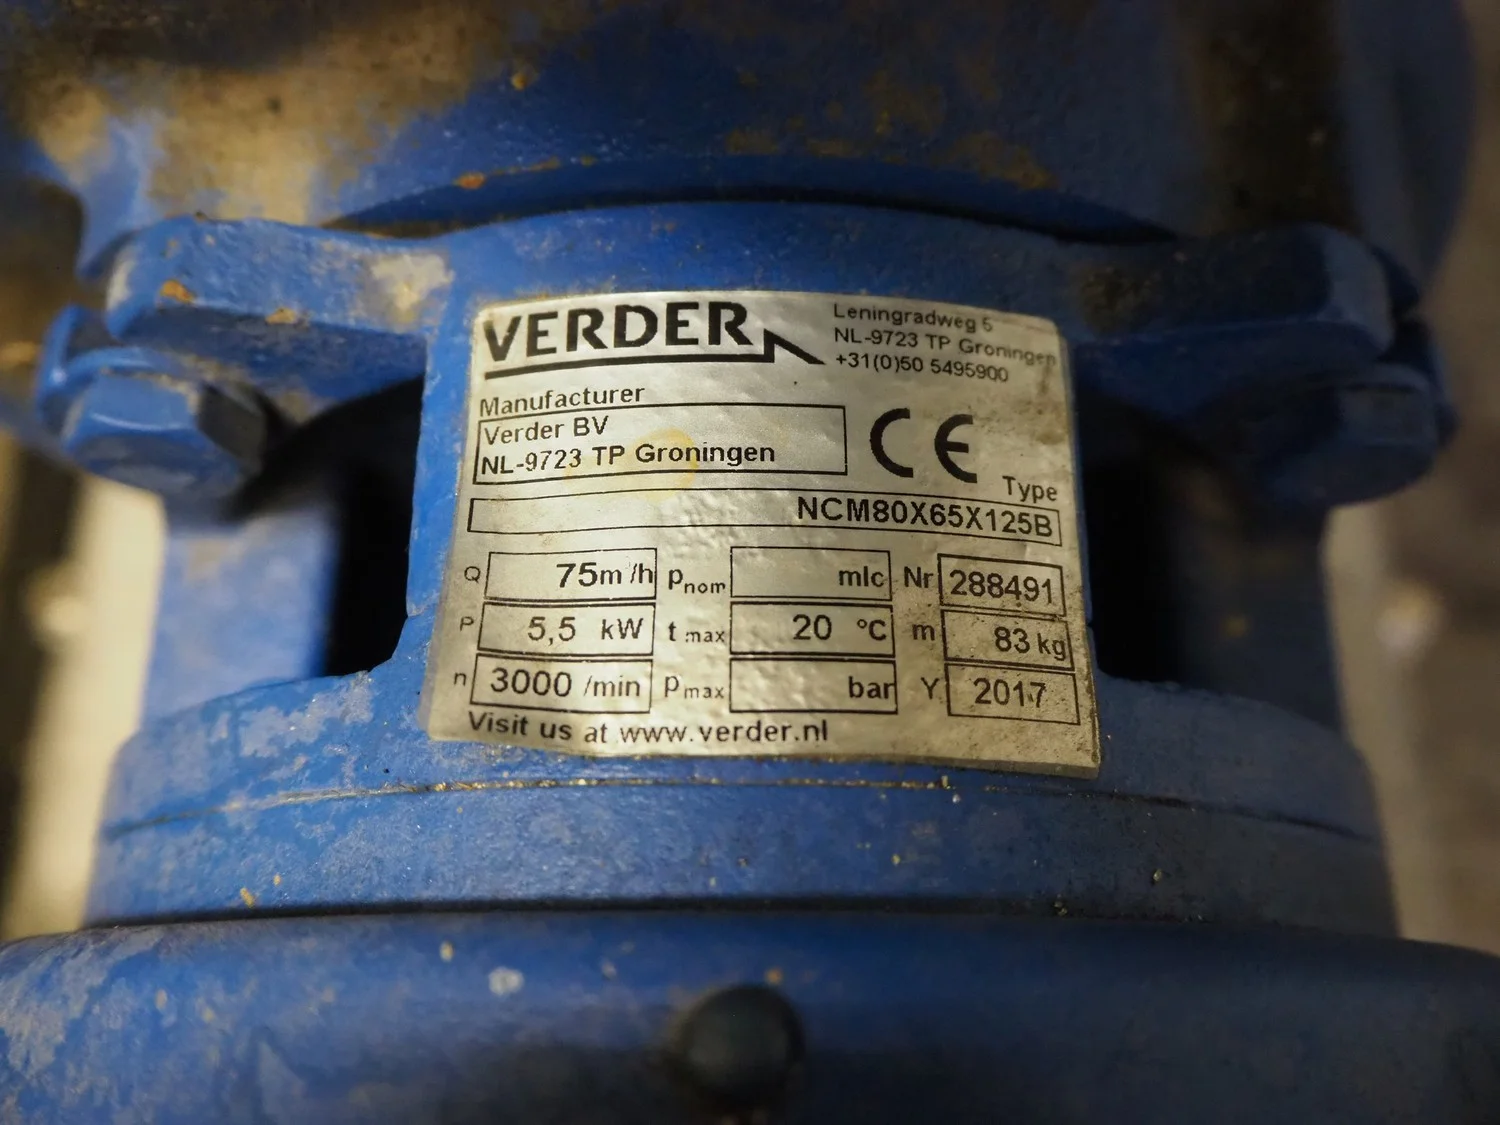 VERDER
Leningradweg 5
NL-9723 TP Groningen
+31(0)50 5495900
Manufacturer
Verder BV
NL-9723 TP Groningen
CE
Type
NCM80X65X125B
Q 75m /h Pnom mlc Nr 288491
P 5,5 kW t max 20 °C m 83 kg
n 3000 /min Pmax bar Y 2017
Visit us at www.verder.nl